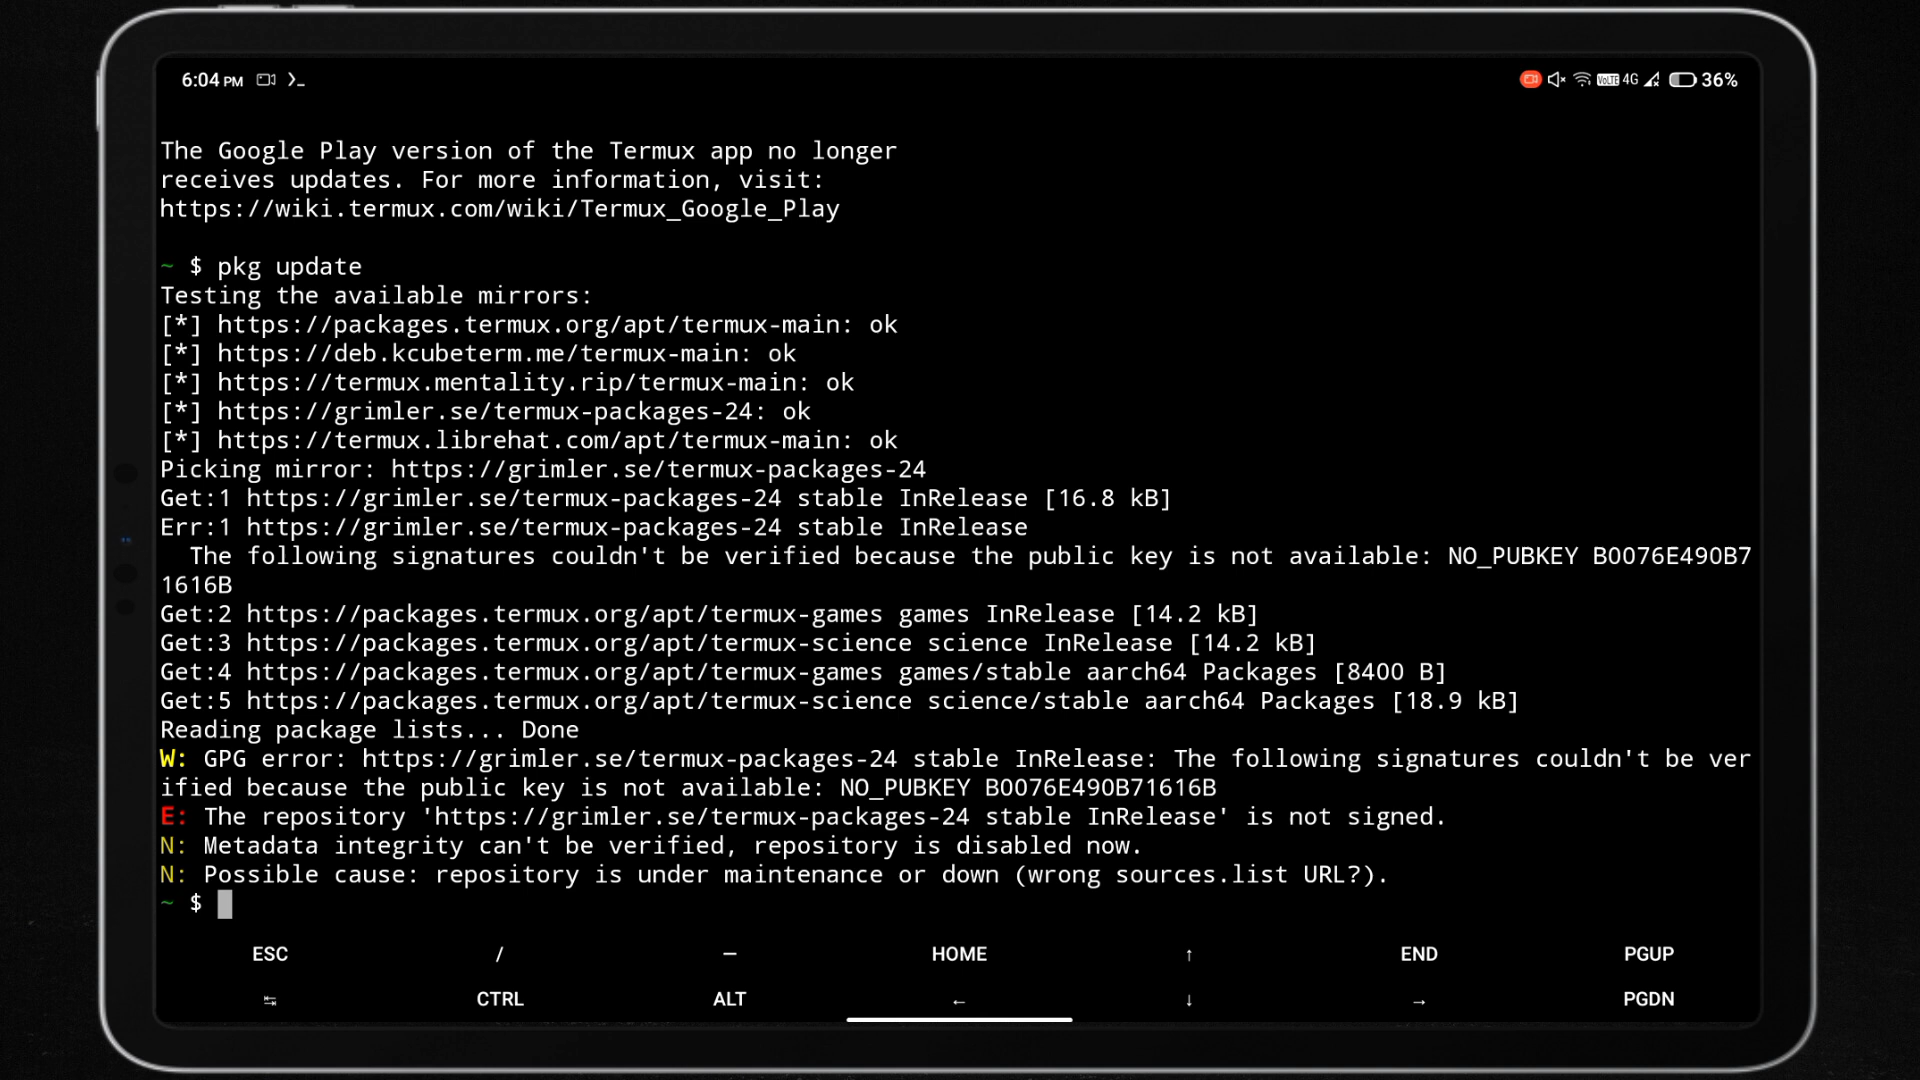 6:04 PM
VoLTE 4G 36%
The Google Play version of the Termux app no longer
receives updates. For more information, visit:
https://wiki.termux.com/wiki/Termux_Google_Play
~ $ pkg update
Testing the available mirrors:
[*] https://packages.termux.org/apt/termux-main: ok
[*] https://deb.kcubeterm.me/termux-main: ok
[*] https://termux.mentality.rip/termux-main: ok
[*] https://grimler.se/termux-packages-24: ok
[*] https://termux.librehat.com/apt/termux-main: ok
Picking mirror: https://grimler.se/termux-packages-24
Get:1 https://grimler.se/termux-packages-24 stable InRelease [16.8 kB]
Err:1 https://grimler.se/termux-packages-24 stable InRelease
  The following signatures couldn't be verified because the public key is not available: NO_PUBKEY B0076E490B7
1616B
Get:2 https://packages.termux.org/apt/termux-games games InRelease [14.2 kB]
Get:3 https://packages.termux.org/apt/termux-science science InRelease [14.2 kB]
Get:4 https://packages.termux.org/apt/termux-games games/stable aarch64 Packages [8400 B]
Get:5 https://packages.termux.org/apt/termux-science science/stable aarch64 Packages [18.9 kB]
Reading package lists... Done
W: GPG error: https://grimler.se/termux-packages-24 stable InRelease: The following signatures couldn't be ver
ified because the public key is not available: NO_PUBKEY B0076E490B71616B
E: The repository 'https://grimler.se/termux-packages-24 stable InRelease' is not signed.
N: Metadata integrity can't be verified, repository is disabled now.
N: Possible cause: repository is under maintenance or down (wrong sources.list URL?).
~ $
ESC / — HOME ↑ END PGUP
↹ CTRL ALT ← ↓ → PGDN